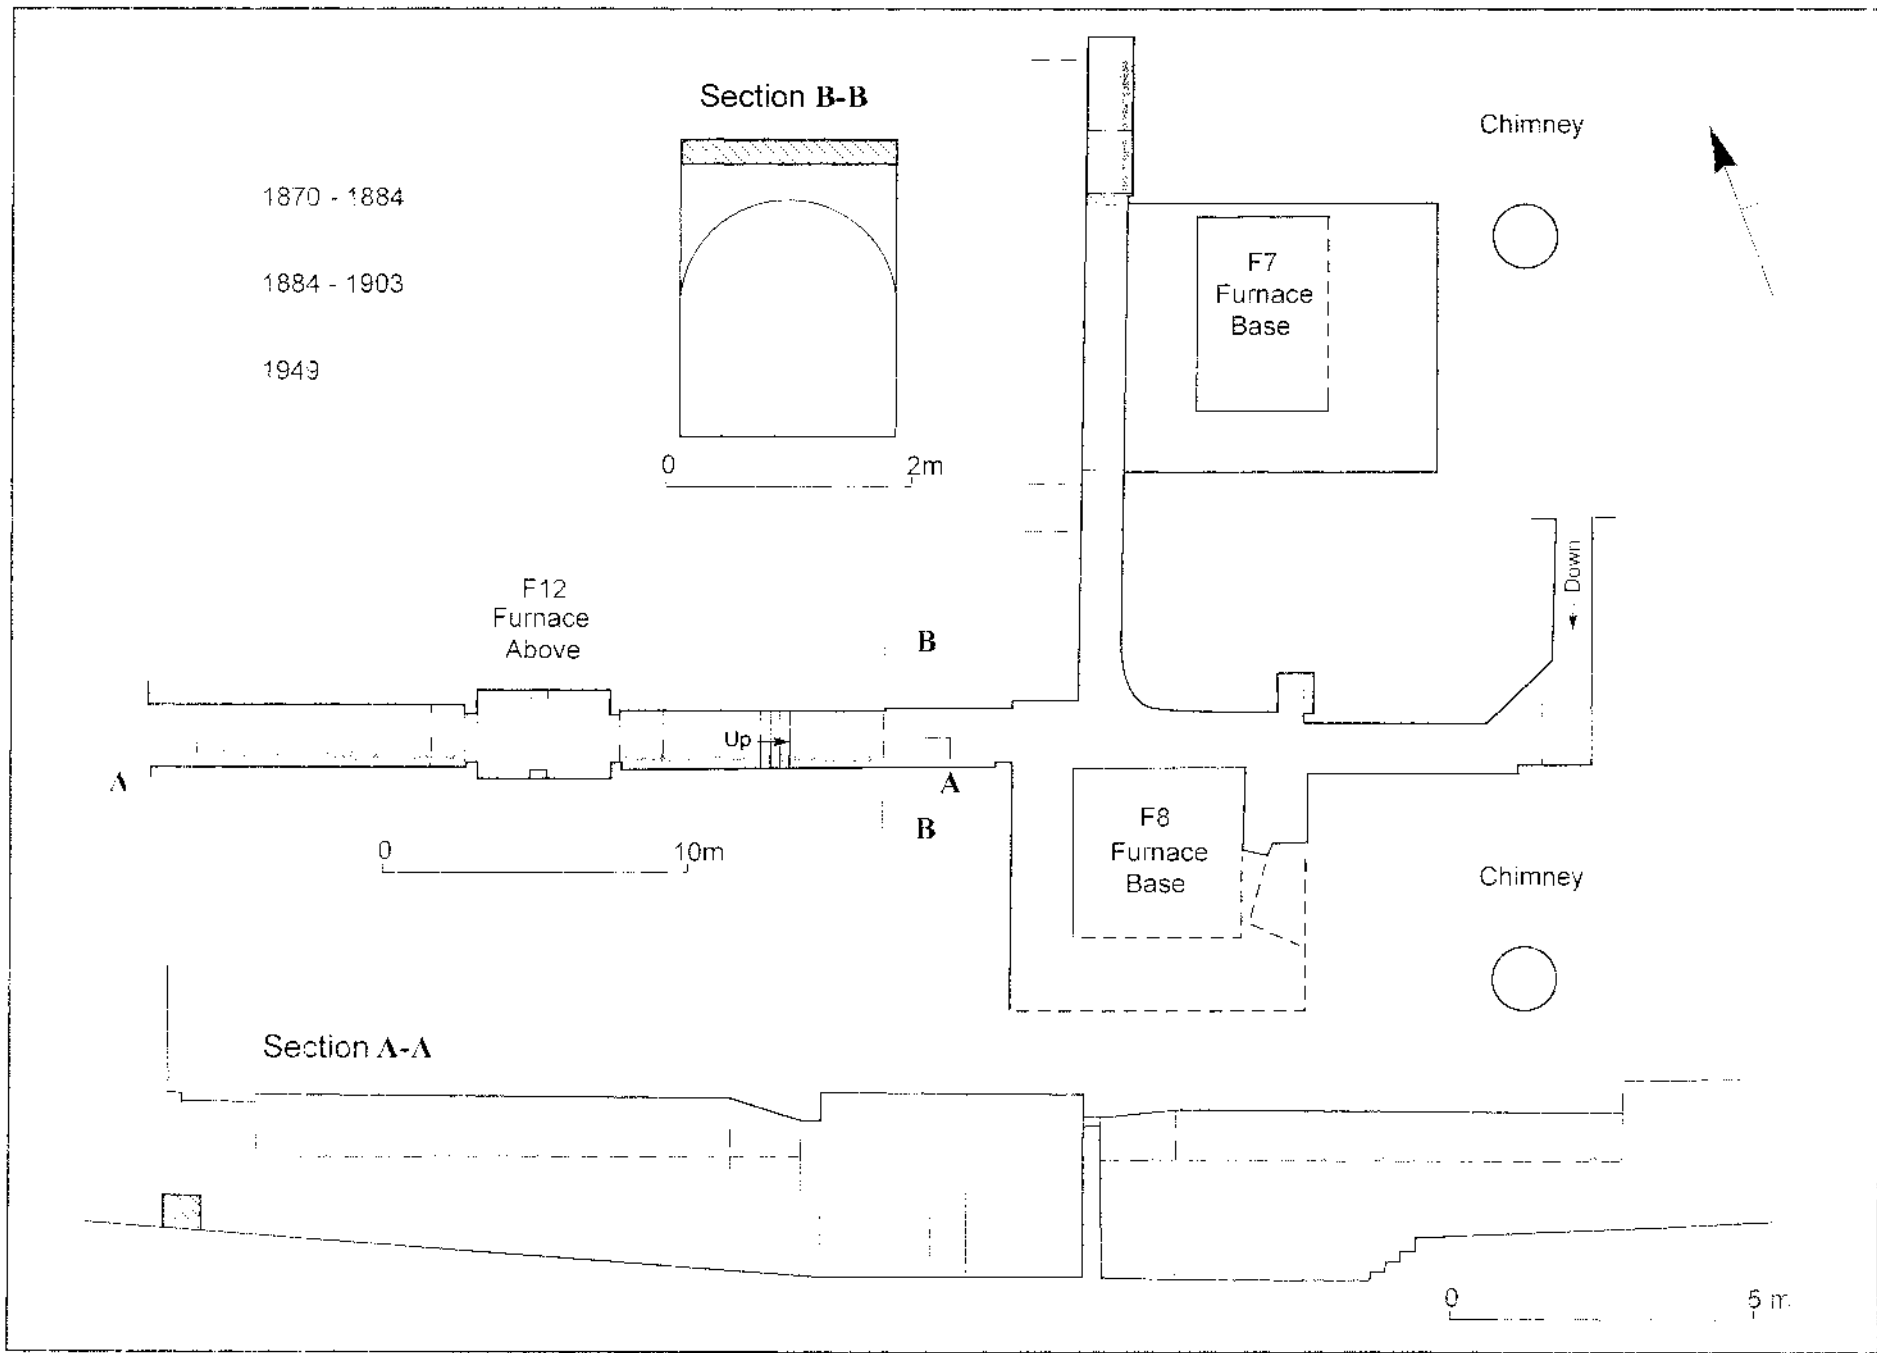 Section B-B
Chimney
1870 - 1884
1884 - 1903
1949
F7
Furnace
Base
0 2m
Down
F12
Furnace
Above
B
Up
A
A
B
0 10m
F8
Furnace
Base
Chimney
Section A-A
0 5 m